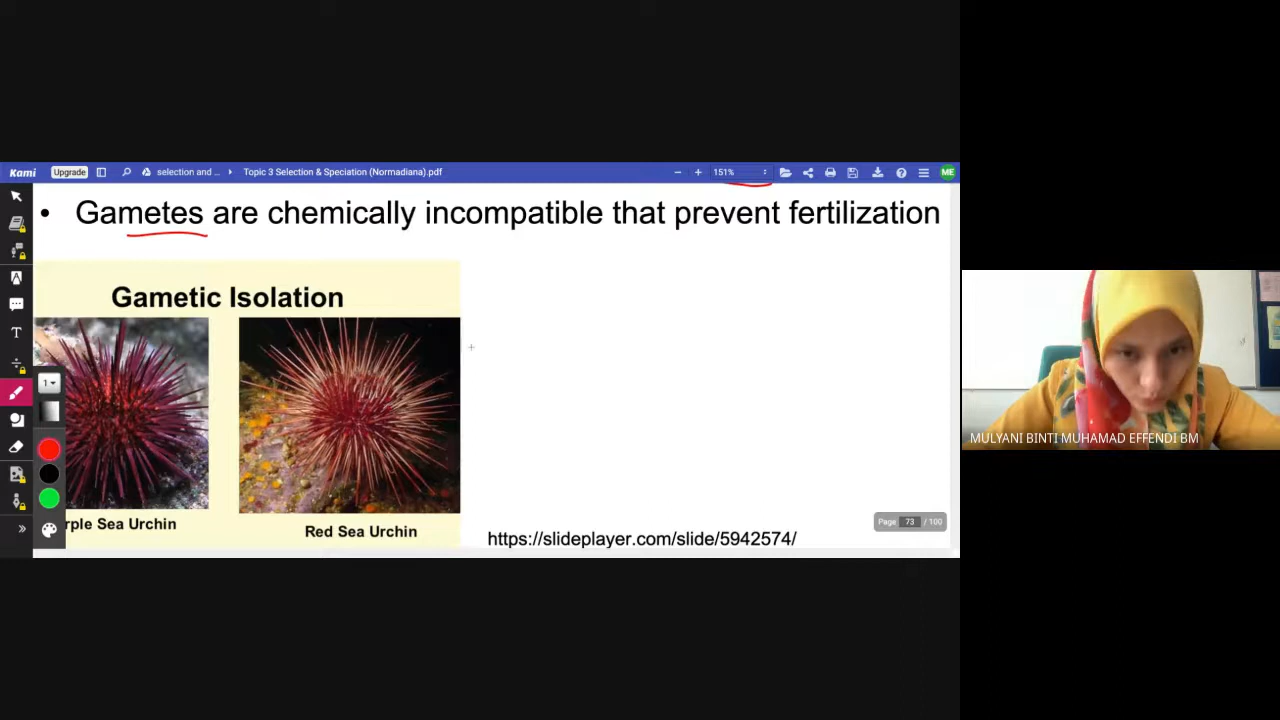 Kami Upgrade selection and ... Topic 3 Selection & Speciation (Normadiana).pdf 151% ME
• Gametes are chemically incompatible that prevent fertilization
Gametic Isolation
1
rple Sea Urchin
Red Sea Urchin
Page 73 / 100
https://slideplayer.com/slide/5942574/
MULYANI BINTI MUHAMAD EFFENDI BM